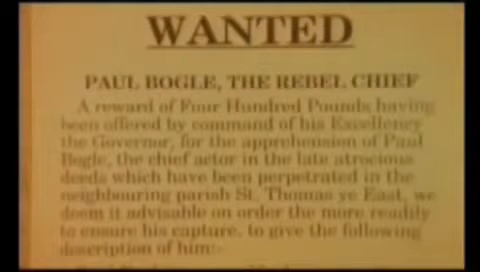 WANTED
PAUL BOGLE, THE REBEL CHIEF
A reward of Four Hundred Pounds having
been offered by command of his Excellency
the Governor, for the apprehension of Paul
Bogle, the chief actor in the late atrocious
deeds which have been perpetrated in the
neighbouring parish St. Thomas ye East, we
deem it advisable on order the more readily
to ensure his capture, to give the following
discription of him:-